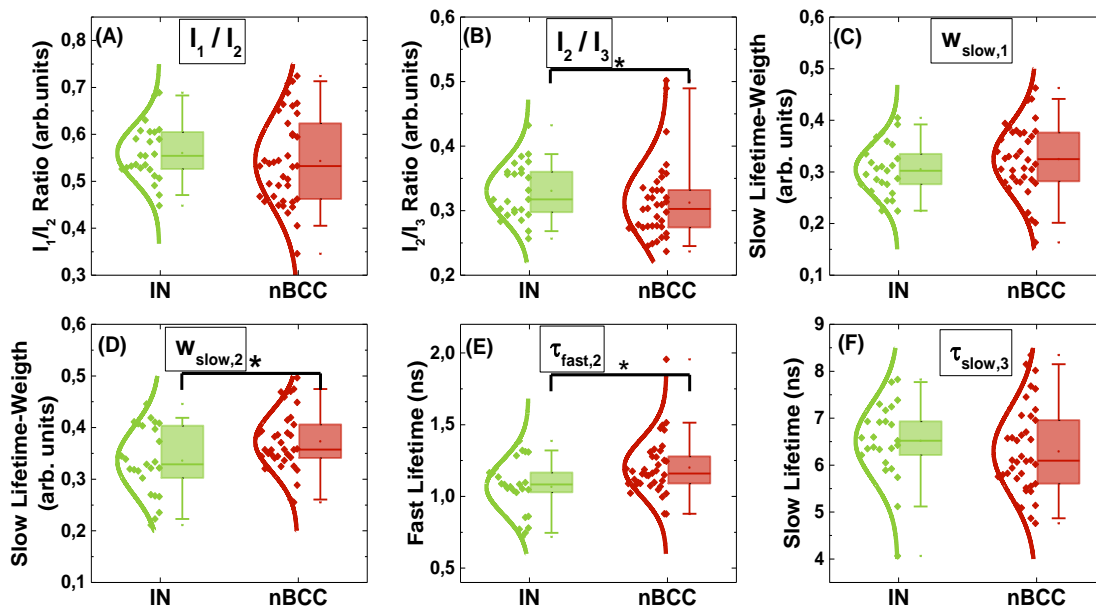 (A)
I1 / I2
I1/I2 Ratio (arb.units)
0,8
0,7
0,6
0,5
0,4
0,3
IN
nBCC
(B)
I2 / I3
*
I2/I3 Ratio (arb.units)
0,6
0,5
0,4
0,3
0,2
IN
nBCC
(C)
wslow,1
Slow Lifetime-Weigth
(arb. units)
0,6
0,5
0,4
0,3
0,2
0,1
IN
nBCC
(D)
wslow,2
*
Slow Lifetime-Weigth
(arb. units)
0,6
0,5
0,4
0,3
0,2
0,1
IN
nBCC
(E)
τfast,2
*
Fast Lifetime (ns)
2,0
1,5
1,0
0,5
IN
nBCC
(F)
τslow,3
Slow Lifetime (ns)
9
8
7
6
5
4
IN
nBCC